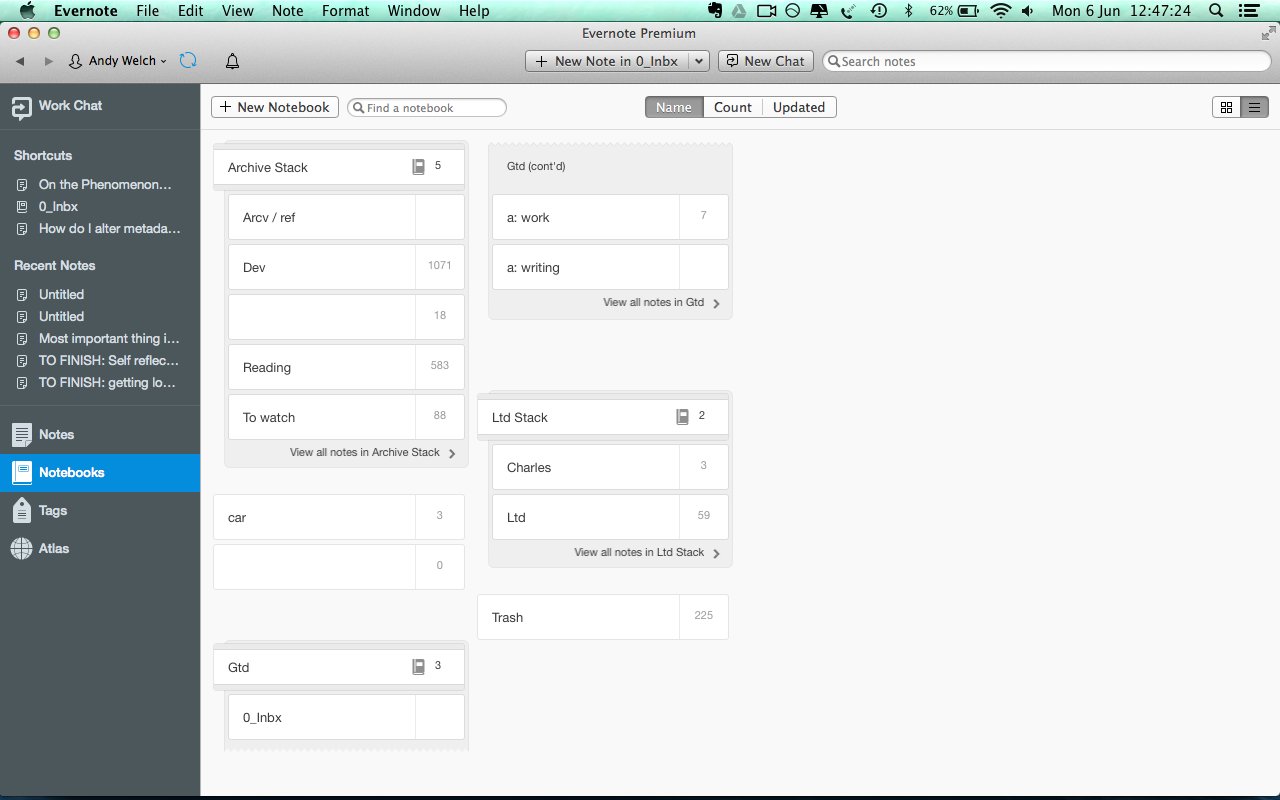 Evernote File Edit View Note Format Window Help 62% Mon 6 Jun 12:47:24
Evernote Premium
Andy Welch
New Note in 0_Inbx
New Chat
Search notes
Work Chat
Shortcuts
On the Phenomenon...
0_Inbx
How do I alter metada...
Recent Notes
Untitled
Untitled
Most important thing i...
TO FINISH: Self reflec...
TO FINISH: getting lo...
Notes
Notebooks
Tags
Atlas
+ New Notebook
Find a notebook
Name Count Updated
Archive Stack 5
Arcv / ref
Dev 1071
18
Reading 583
To watch 88
View all notes in Archive Stack
car 3
0
Gtd 3
0_Inbx
Gtd (cont'd)
a: work 7
a: writing
View all notes in Gtd
Ltd Stack 2
Charles 3
Ltd 59
View all notes in Ltd Stack
Trash 225